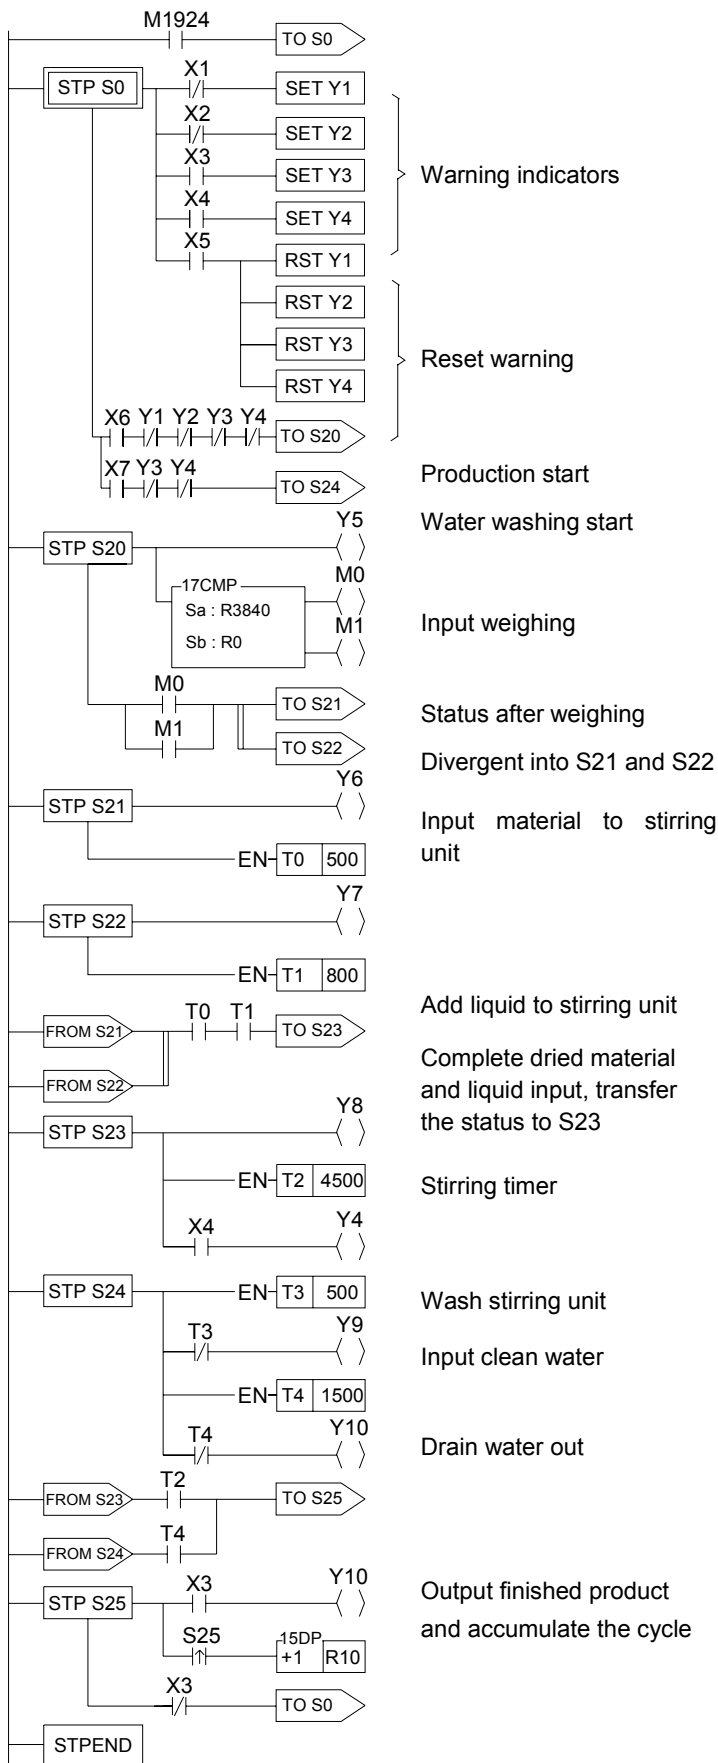 M1924
TO S0
STP S0
X1
SET Y1
X2
SET Y2
X3
SET Y3
Warning indicators
X4
SET Y4
X5
RST Y1
RST Y2
RST Y3
Reset warning
RST Y4
X6 Y1 Y2 Y3 Y4
TO S20
X7 Y3 Y4
TO S24
Production start
Y5
Water washing start
STP S20
17CMP
M0
Sa : R3840
M1
Sb : R0
Input weighing
M0
TO S21
Status after weighing
M1
TO S22
Divergent into S21 and S22
Y6
STP S21
Input material to stirring
unit
EN T0 500
Y7
STP S22
EN T1 800
Add liquid to stirring unit
T0 T1
FROM S21
TO S23
Complete dried material
FROM S22
and liquid input, transfer
the status to S23
Y8
STP S23
EN T2 4500
Stirring timer
X4
Y4
STP S24
EN T3 500
Wash stirring unit
T3
Y9
Input clean water
EN T4 1500
T4
Y10
Drain water out
T2
FROM S23
TO S25
T4
FROM S24
X3
Y10
STP S25
Output finished product
and accumulate the cycle
S25
15DP
+1 R10
X3
TO S0
STPEND